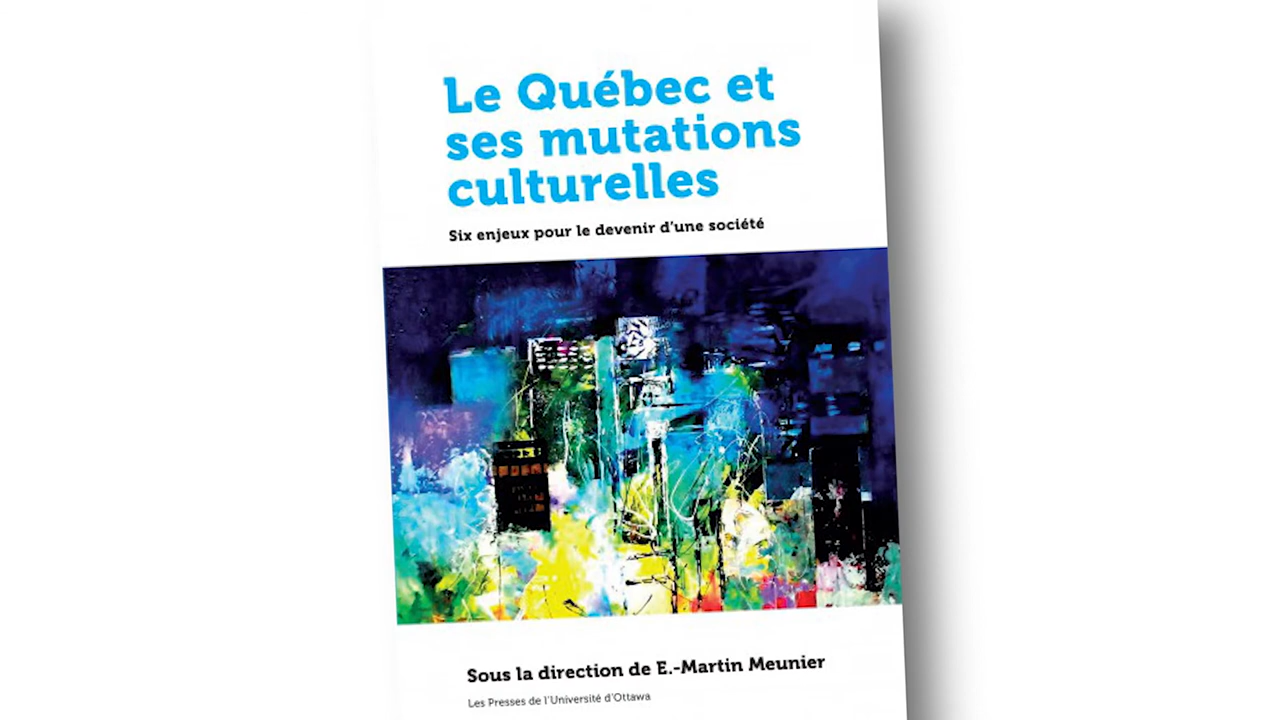 Le Québec et
ses mutations
culturelles
Six enjeux pour le devenir d'une société
Sous la direction de E.-Martin Meunier
Les Presses de l'Université d'Ottawa